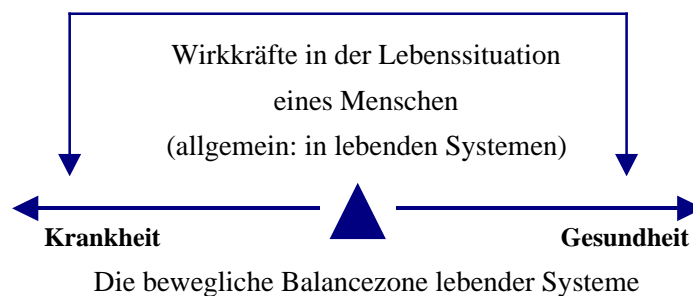 Wirkkräfte in der Lebenssituation
eines Menschen
(allgemein: in lebenden Systemen)
Krankheit Gesundheit
Die bewegliche Balancezone lebender Systeme